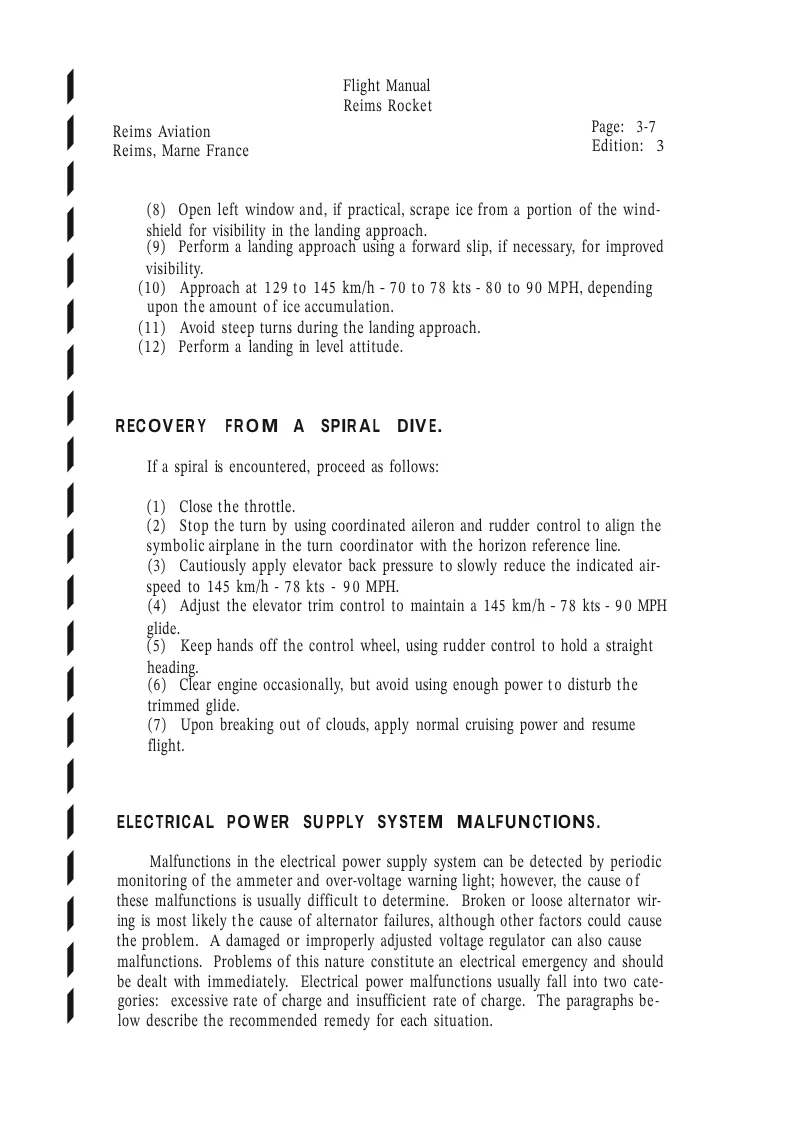 Flight Manual
Reims Rocket
Reims Aviation
Page: 3-7
Reims, Marne France
Edition: 3
(8) Open left window and, if practical, scrape ice from a portion of the wind-
shield for visibility in the landing approach.
(9) Perform a landing approach using a forward slip, if necessary, for improved
visibility.
(10) Approach at 129 to 145 km/h - 70 to 78 kts - 80 to 90 MPH, depending
upon the amount of ice accumulation.
(11) Avoid steep turns during the landing approach.
(12) Perform a landing in level attitude.
RECOVERY FROM A SPIRAL DIVE.
If a spiral is encountered, proceed as follows:
(1) Close the throttle.
(2) Stop the turn by using coordinated aileron and rudder control to align the
symbolic airplane in the turn coordinator with the horizon reference line.
(3) Cautiously apply elevator back pressure to slowly reduce the indicated air-
speed to 145 km/h - 78 kts - 90 MPH.
(4) Adjust the elevator trim control to maintain a 145 km/h - 78 kts - 90 MPH
glide.
(5) Keep hands off the control wheel, using rudder control to hold a straight
heading.
(6) Clear engine occasionally, but avoid using enough power to disturb the
trimmed glide.
(7) Upon breaking out of clouds, apply normal cruising power and resume
flight.
ELECTRICAL POWER SUPPLY SYSTEM MALFUNCTIONS.
Malfunctions in the electrical power supply system can be detected by periodic
monitoring of the ammeter and over-voltage warning light; however, the cause of
these malfunctions is usually difficult to determine. Broken or loose alternator wir-
ing is most likely the cause of alternator failures, although other factors could cause
the problem. A damaged or improperly adjusted voltage regulator can also cause
malfunctions. Problems of this nature constitute an electrical emergency and should
be dealt with immediately. Electrical power malfunctions usually fall into two cate-
gories: excessive rate of charge and insufficient rate of charge. The paragraphs be-
low describe the recommended remedy for each situation.